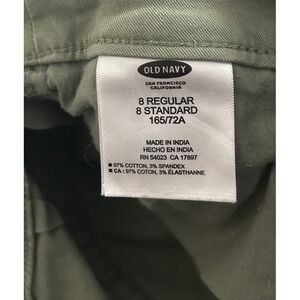 OLD NAVY
SAN FRANCISCO
CALIFORNIA
8 REGULAR
8 STANDARD
165/72A
MADE IN INDIA
HECHO EN INDIA
RN 54023 CA 17897
■ 97% COTTON, 3% SPANDEX
■ CA : 97% COTON, 3% ÉLASTHANNE